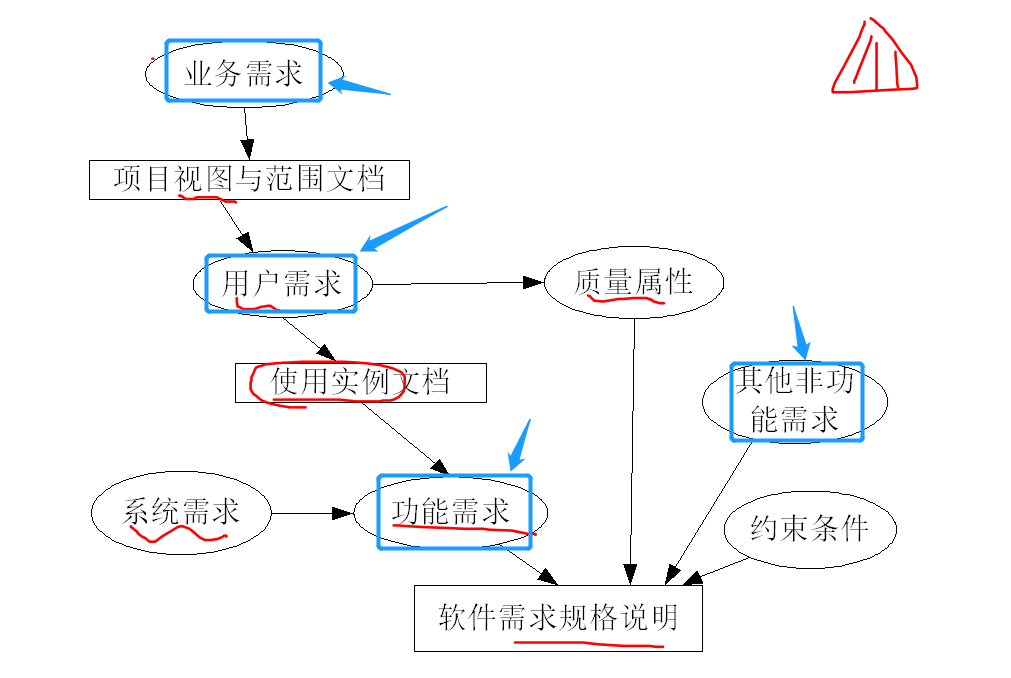 业务需求
项目视图与范围文档
用户需求
质量属性
使用实例文档
其他非功
能需求
系统需求
功能需求
约束条件
软件需求规格说明